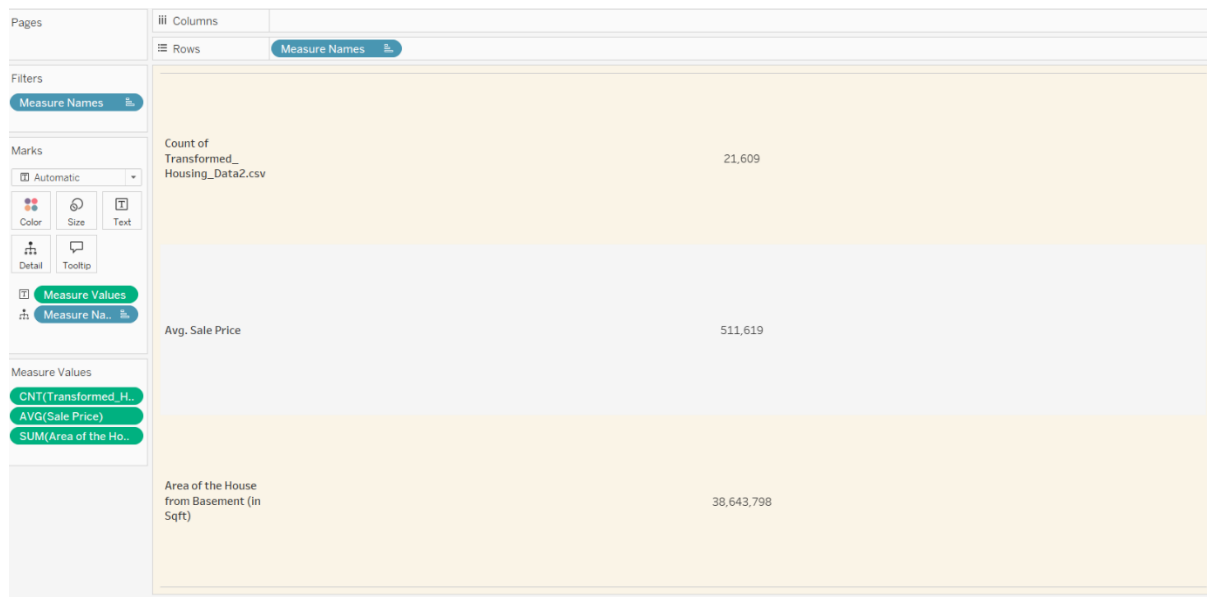 Pages
Columns
Rows
Measure Names
Filters
Measure Names
Marks
Automatic
Color
Size
Text
Detail
Tooltip
Measure Values
Measure Na..
Measure Values
CNT(Transformed_H..
AVG(Sale Price)
SUM(Area of the Ho..
Count of
Transformed_
Housing_Data2.csv
21,609
Avg. Sale Price
511,619
Area of the House
from Basement (in
Sqft)
38,643,798